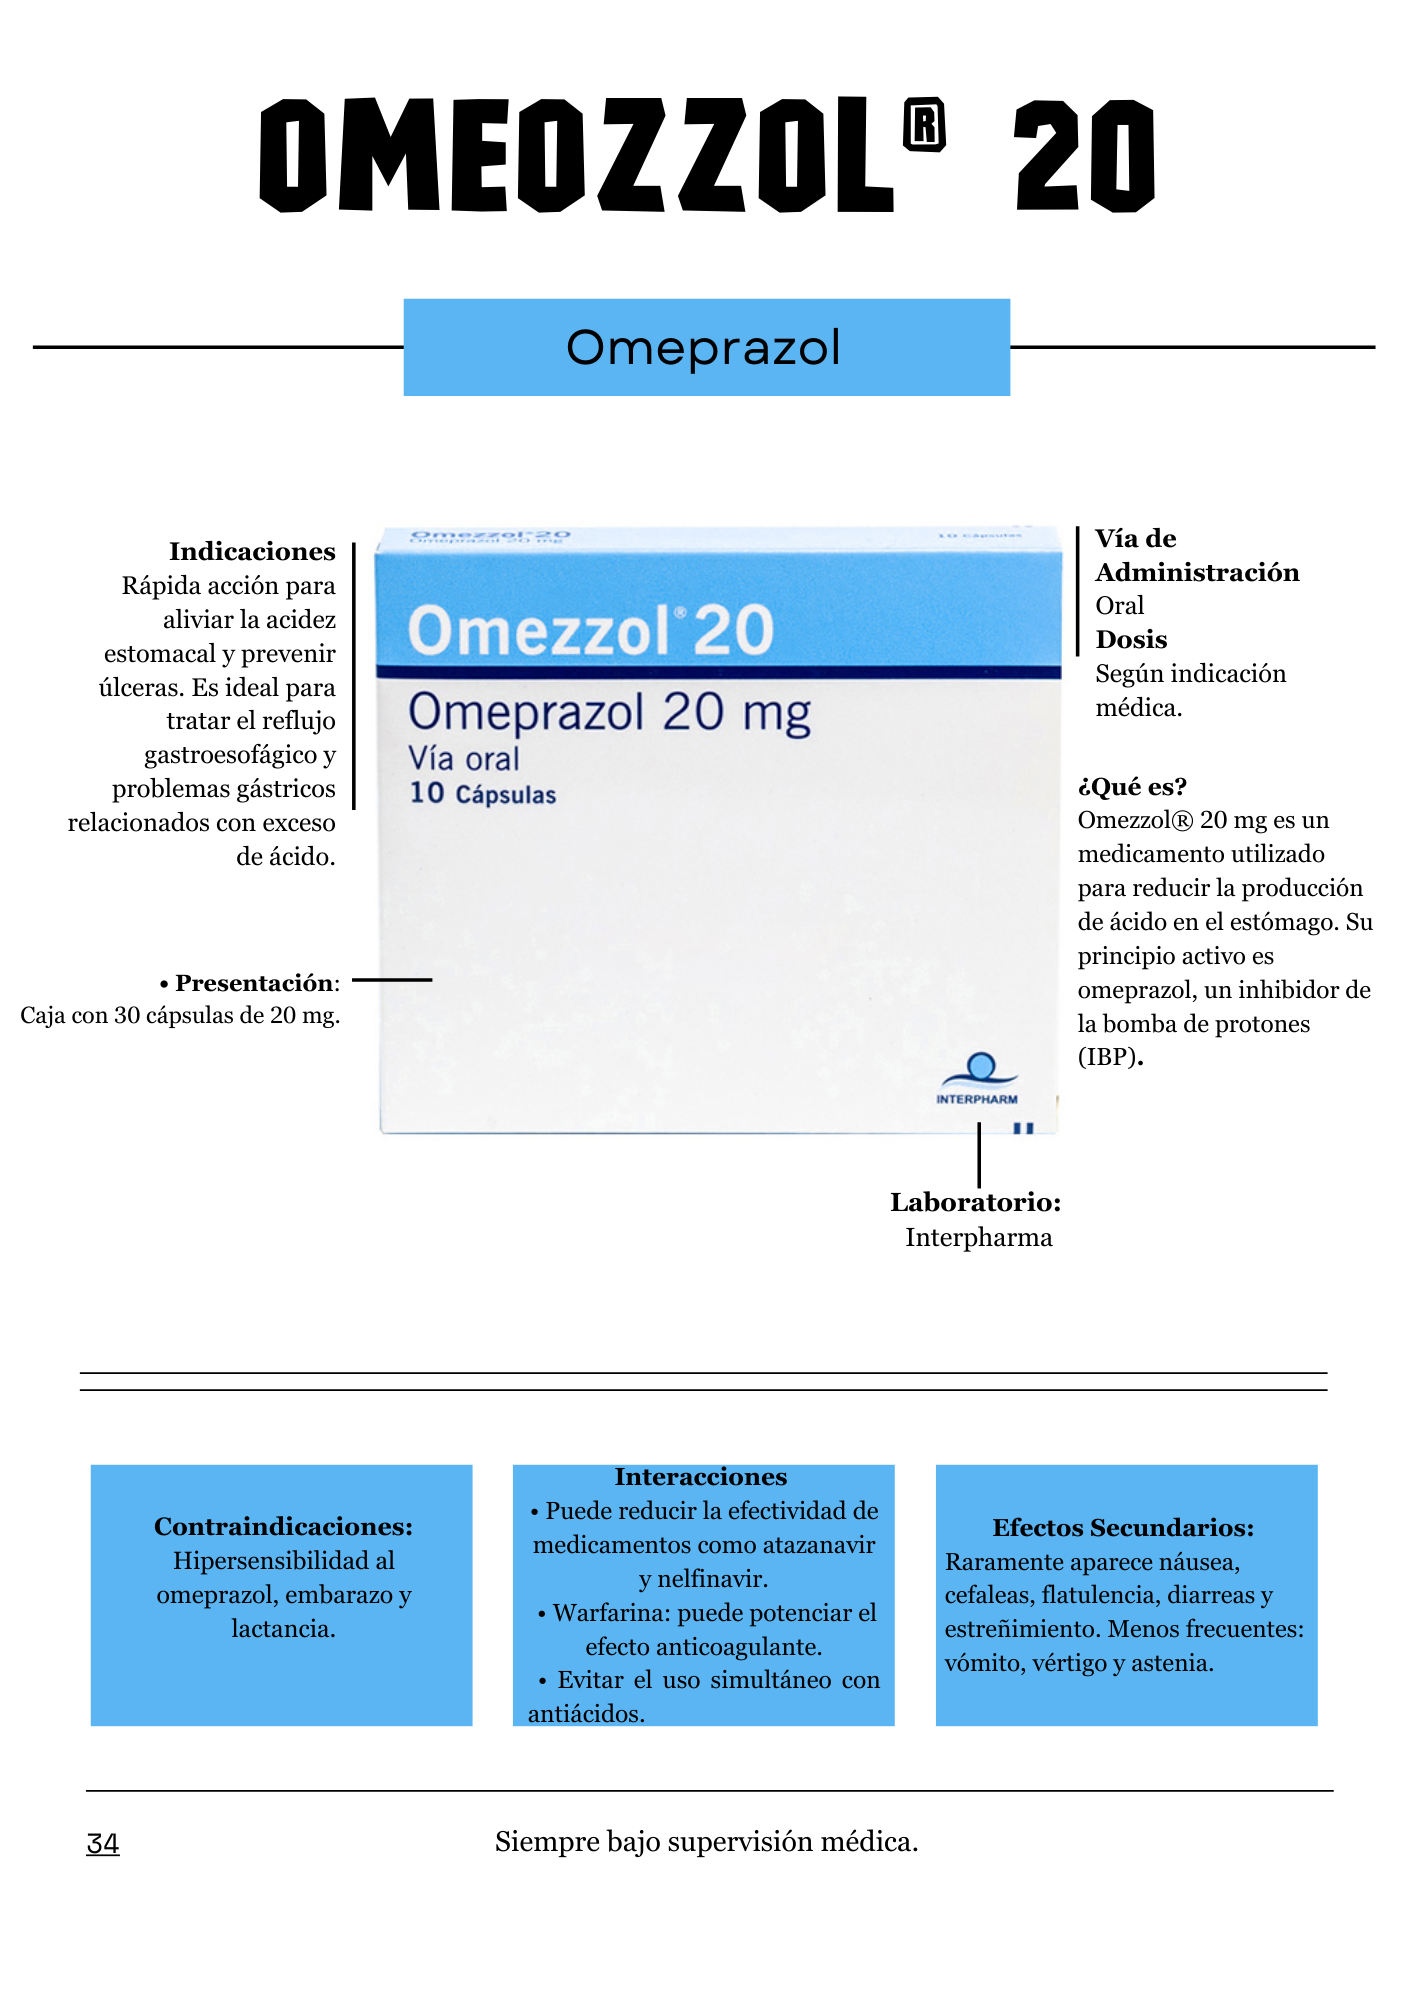 OMEOZZOL® 20
Omeprazol
Indicaciones
Rápida acción para
aliviar la acidez
estomacal y prevenir
úlceras. Es ideal para
tratar el reflujo
gastroesofágico y
problemas gástricos
relacionados con exceso
de ácido.
• Presentación:
Caja con 30 cápsulas de 20 mg.
Omezzol® 20
Omeprazol 20 mg
10 Cápsulas
Omezzol® 20
Omeprazol 20 mg
Vía oral
10 Cápsulas
INTERPHARM
Vía de
Administración
Oral
Dosis
Según indicación
médica.
¿Qué es?
Omezzol® 20 mg es un
medicamento utilizado
para reducir la producción
de ácido en el estómago. Su
principio activo es
omeprazol, un inhibidor de
la bomba de protones
(IBP).
Laboratorio:
Interpharma
Contraindicaciones:
Hipersensibilidad al
omeprazol, embarazo y
lactancia.
Interacciones
• Puede reducir la efectividad de
medicamentos como atazanavir
y nelfinavir.
• Warfarina: puede potenciar el
efecto anticoagulante.
• Evitar el uso simultáneo con
antiácidos.
Efectos Secundarios:
Raramente aparece náusea,
cefaleas, flatulencia, diarreas y
estreñimiento. Menos frecuentes:
vómito, vértigo y astenia.
34
Siempre bajo supervisión médica.